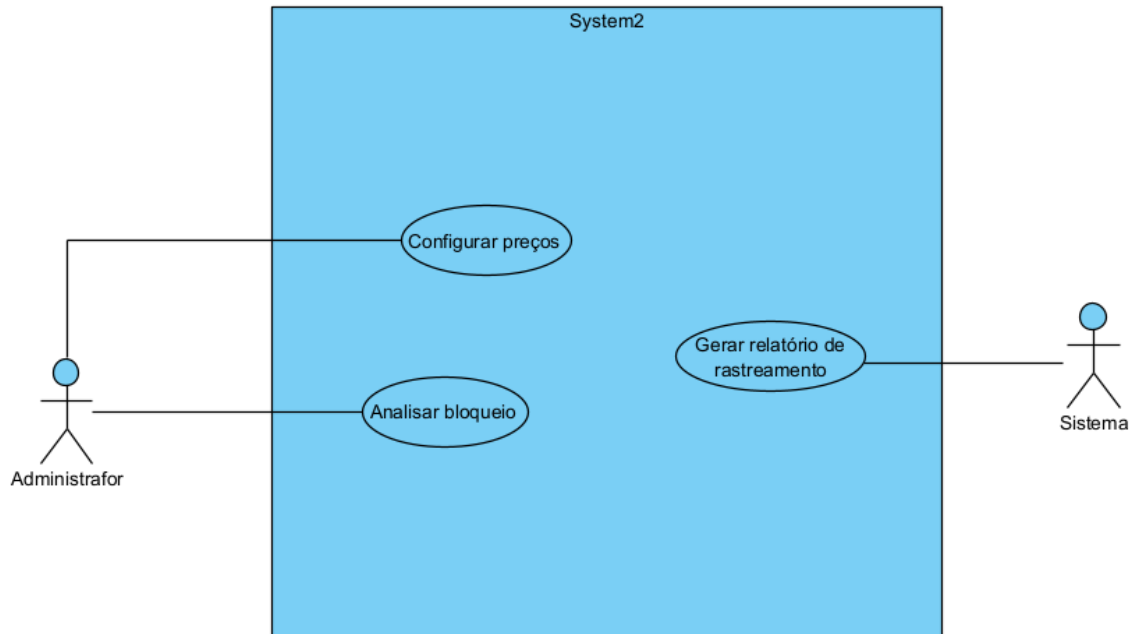 System2
Configurar preços
Gerar relatório de
rastreamento
Analisar bloqueio
Sistema
Administrafor